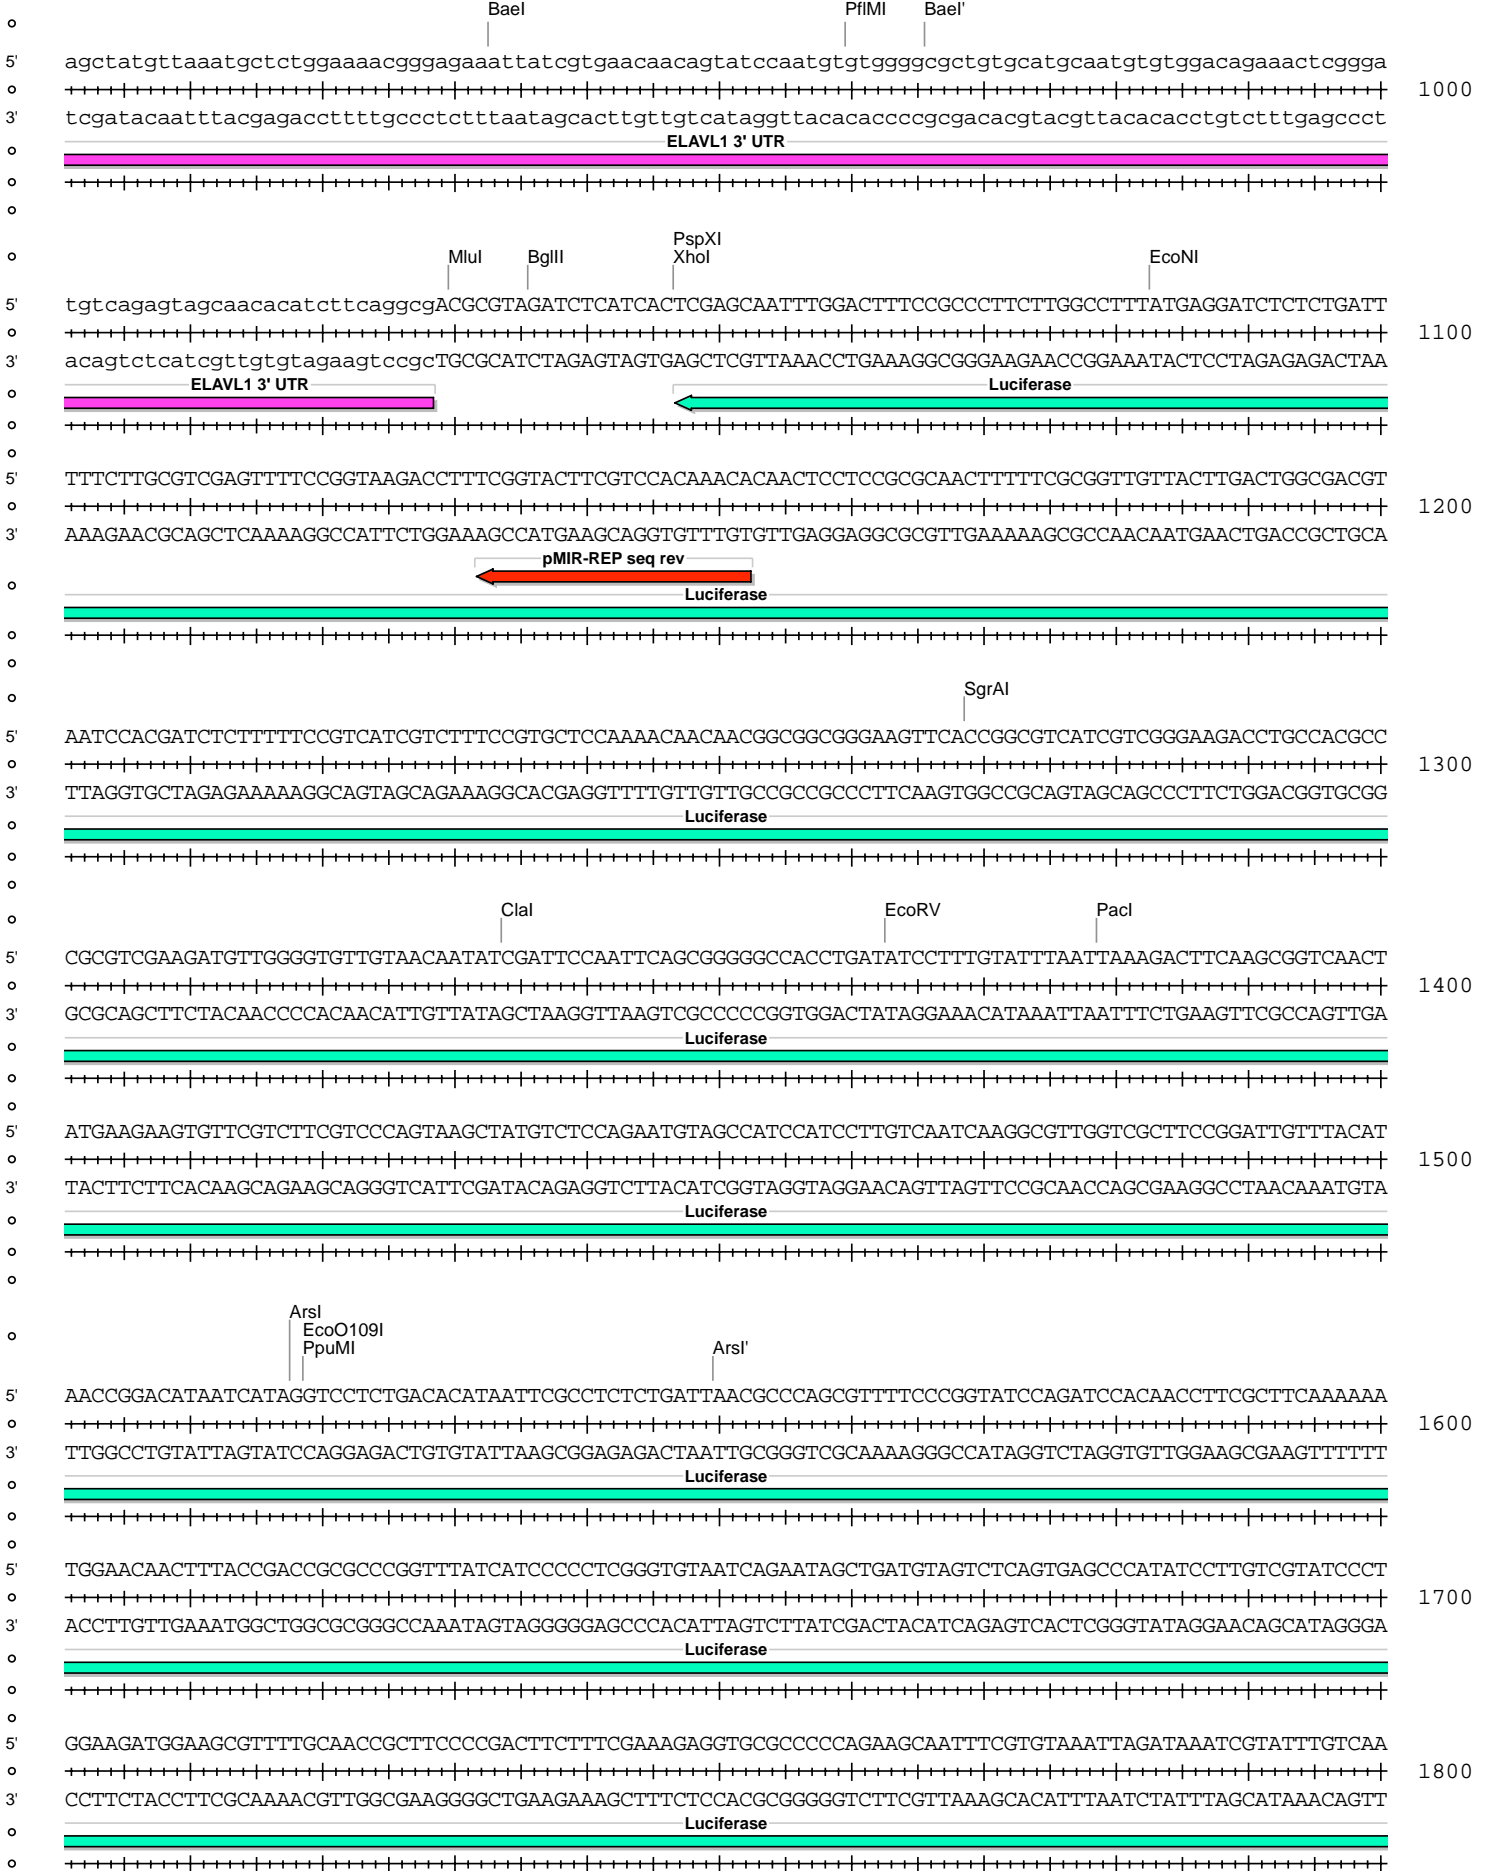 BaeI PflMI BaeI'
5' agctatgttaaatgctctggaaaacgggagaaattatcgtgaacaacagtatccaatgtgtggggcgctgtgcatgcaatgtgtggacagaaactcggga
1000
3' tcgatacaatttacgagaccttttgccctctttaatagcacttgttgtcataggttacacaccccgcgacacgtacgttacacacctgtctttgagccct
ELAVL1 3' UTR
PspXI
MluI BglII XhoI EcoNI
5' tgtcagagtagcaacacatcttcaggcgACGCGTAGATCTCATCACTCGAGCAATTTGGACTTTCCGCCCTTCTTGGCCTTTATGAGGATCTCTCTGATT
1100
3' acagtctcatcgttgtgtagaagtccgcTGCGCATCTAGAGTAGTGAGCTCGTTAAACCTGAAAGGCGGGAAGAACCGGAAATACTCCTAGAGAGACTAA
ELAVL1 3' UTR Luciferase
5' TTTCTTGCGTCGAGTTTTCCGGTAAGACCTTTCGGTACTTCGTCCACAAACACAACTCCTCCGCGCAACTTTTTCGCGGTTGTTACTTGACTGGCGACGT
1200
3' AAAGAACGCAGCTCAAAAGGCCATTCTGGAAAGCCATGAAGCAGGTGTTTGTGTTGAGGAGGCGCGTTGAAAAAGCGCCAACAATGAACTGACCGCTGCA
pMIR-REP seq rev
Luciferase
SgrAI
5' AATCCACGATCTCTTTTTCCGTCATCGTCTTTCCGTGCTCCAAAACAACAACGGCGGCGGGAAGTTCACCGGCGTCATCGTCGGGAAGACCTGCCACGCC
1300
3' TTAGGTGCTAGAGAAAAAGGCAGTAGCAGAAAGGCACGAGGTTTTGTTGTTGCCGCCGCCCTTCAAGTGGCCGCAGTAGCAGCCCTTCTGGACGGTGCGG
Luciferase
ClaI EcoRV PacI
5' CGCGTCGAAGATGTTGGGGTGTTGTAACAATATCGATTCCAATTCAGCGGGGGCCACCTGATATCCTTTGTATTTAATTAAAGACTTCAAGCGGTCAACT
1400
3' GCGCAGCTTCTACAACCCCACAACATTGTTATAGCTAAGGTTAAGTCGCCCCCGGTGGACTATAGGAAACATAAATTAATTTCTGAAGTTCGCCAGTTGA
Luciferase
5' ATGAAGAAGTGTTCGTCTTCGTCCCAGTAAGCTATGTCTCCAGAATGTAGCCATCCATCCTTGTCAATCAAGGCGTTGGTCGCTTCCGGATTGTTTACAT
1500
3' TACTTCTTCACAAGCAGAAGCAGGGTCATTCGATACAGAGGTCTTACATCGGTAGGTAGGAACAGTTAGTTCCGCAACCAGCGAAGGCCTAACAAATGTA
Luciferase
ArsI
EcoO109I
PpuMI ArsI'
5' AACCGGACATAATCATAGGTCCTCTGACACATAATTCGCCTCTCTGATTAACGCCCAGCGTTTTCCCGGTATCCAGATCCACAACCTTCGCTTCAAAAAA
1600
3' TTGGCCTGTATTAGTATCCAGGAGACTGTGTATTAAGCGGAGAGACTAATTGCGGGTCGCAAAAGGGCCATAGGTCTAGGTGTTGGAAGCGAAGTTTTTT
Luciferase
5' TGGAACAACTTTACCGACCGCGCCCGGTTTATCATCCCCCTCGGGTGTAATCAGAATAGCTGATGTAGTCTCAGTGAGCCCATATCCTTGTCGTATCCCT
1700
3' ACCTTGTTGAAATGGCTGGCGCGGGCCAAATAGTAGGGGGAGCCCACATTAGTCTTATCGACTACATCAGAGTCACTCGGGTATAGGAACAGCATAGGGA
Luciferase
5' GGAAGATGGAAGCGTTTTGCAACCGCTTCCCCGACTTCTTTCGAAAGAGGTGCGCCCCCAGAAGCAATTTCGTGTAAATTAGATAAATCGTATTTGTCAA
1800
3' CCTTCTACCTTCGCAAAACGTTGGCGAAGGGGCTGAAGAAAGCTTTCTCCACGCGGGGGTCTTCGTTAAAGCACATTTAATCTATTTAGCATAAACAGTT
Luciferase